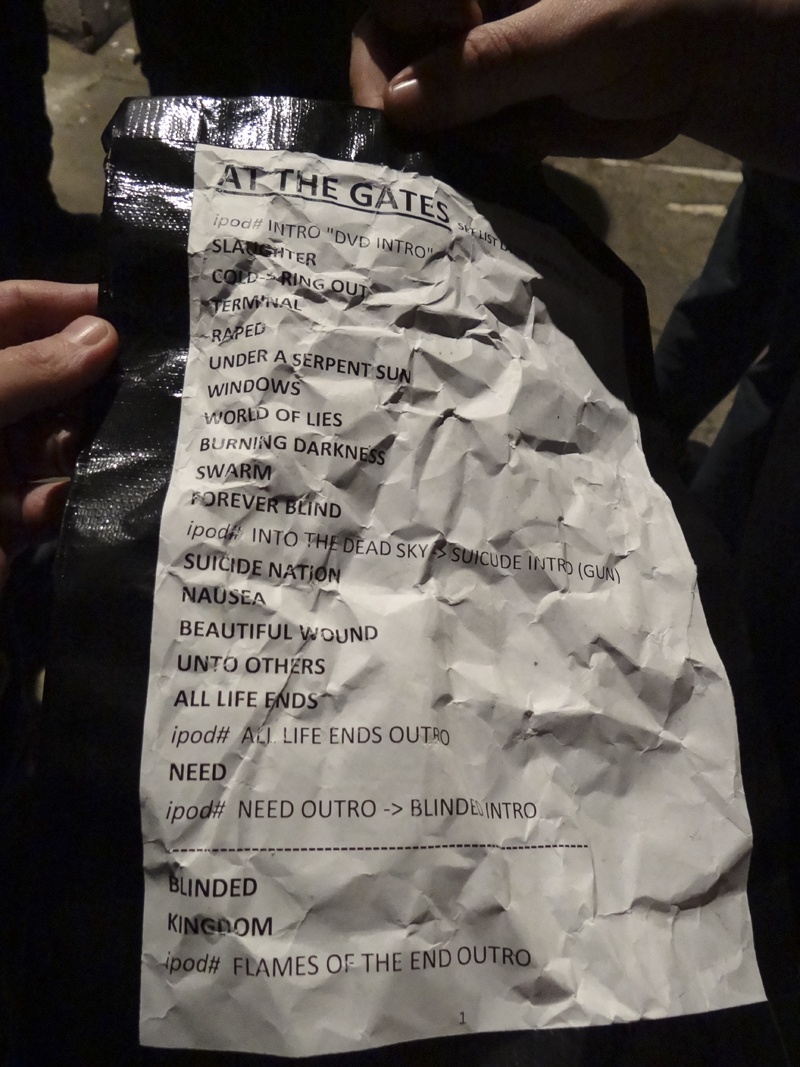 AT THE GATES SET LIST
ipod# INTRO "DVD INTRO"
SLAUGHTER
COLD-> RING OUT
TERMINAL
RAPED
UNDER A SERPENT SUN
WINDOWS
WORLD OF LIES
BURNING DARKNESS
SWARM
FOREVER BLIND
ipod# INTO THE DEAD SKY -> SUICUDE INTRO (GUN)
SUICIDE NATION
NAUSEA
BEAUTIFUL WOUND
UNTO OTHERS
ALL LIFE ENDS
ipod# ALL LIFE ENDS OUTRO
NEED
ipod# NEED OUTRO -> BLINDED INTRO
BLINDED
KINGDOM
ipod# FLAMES OF THE END OUTRO
1